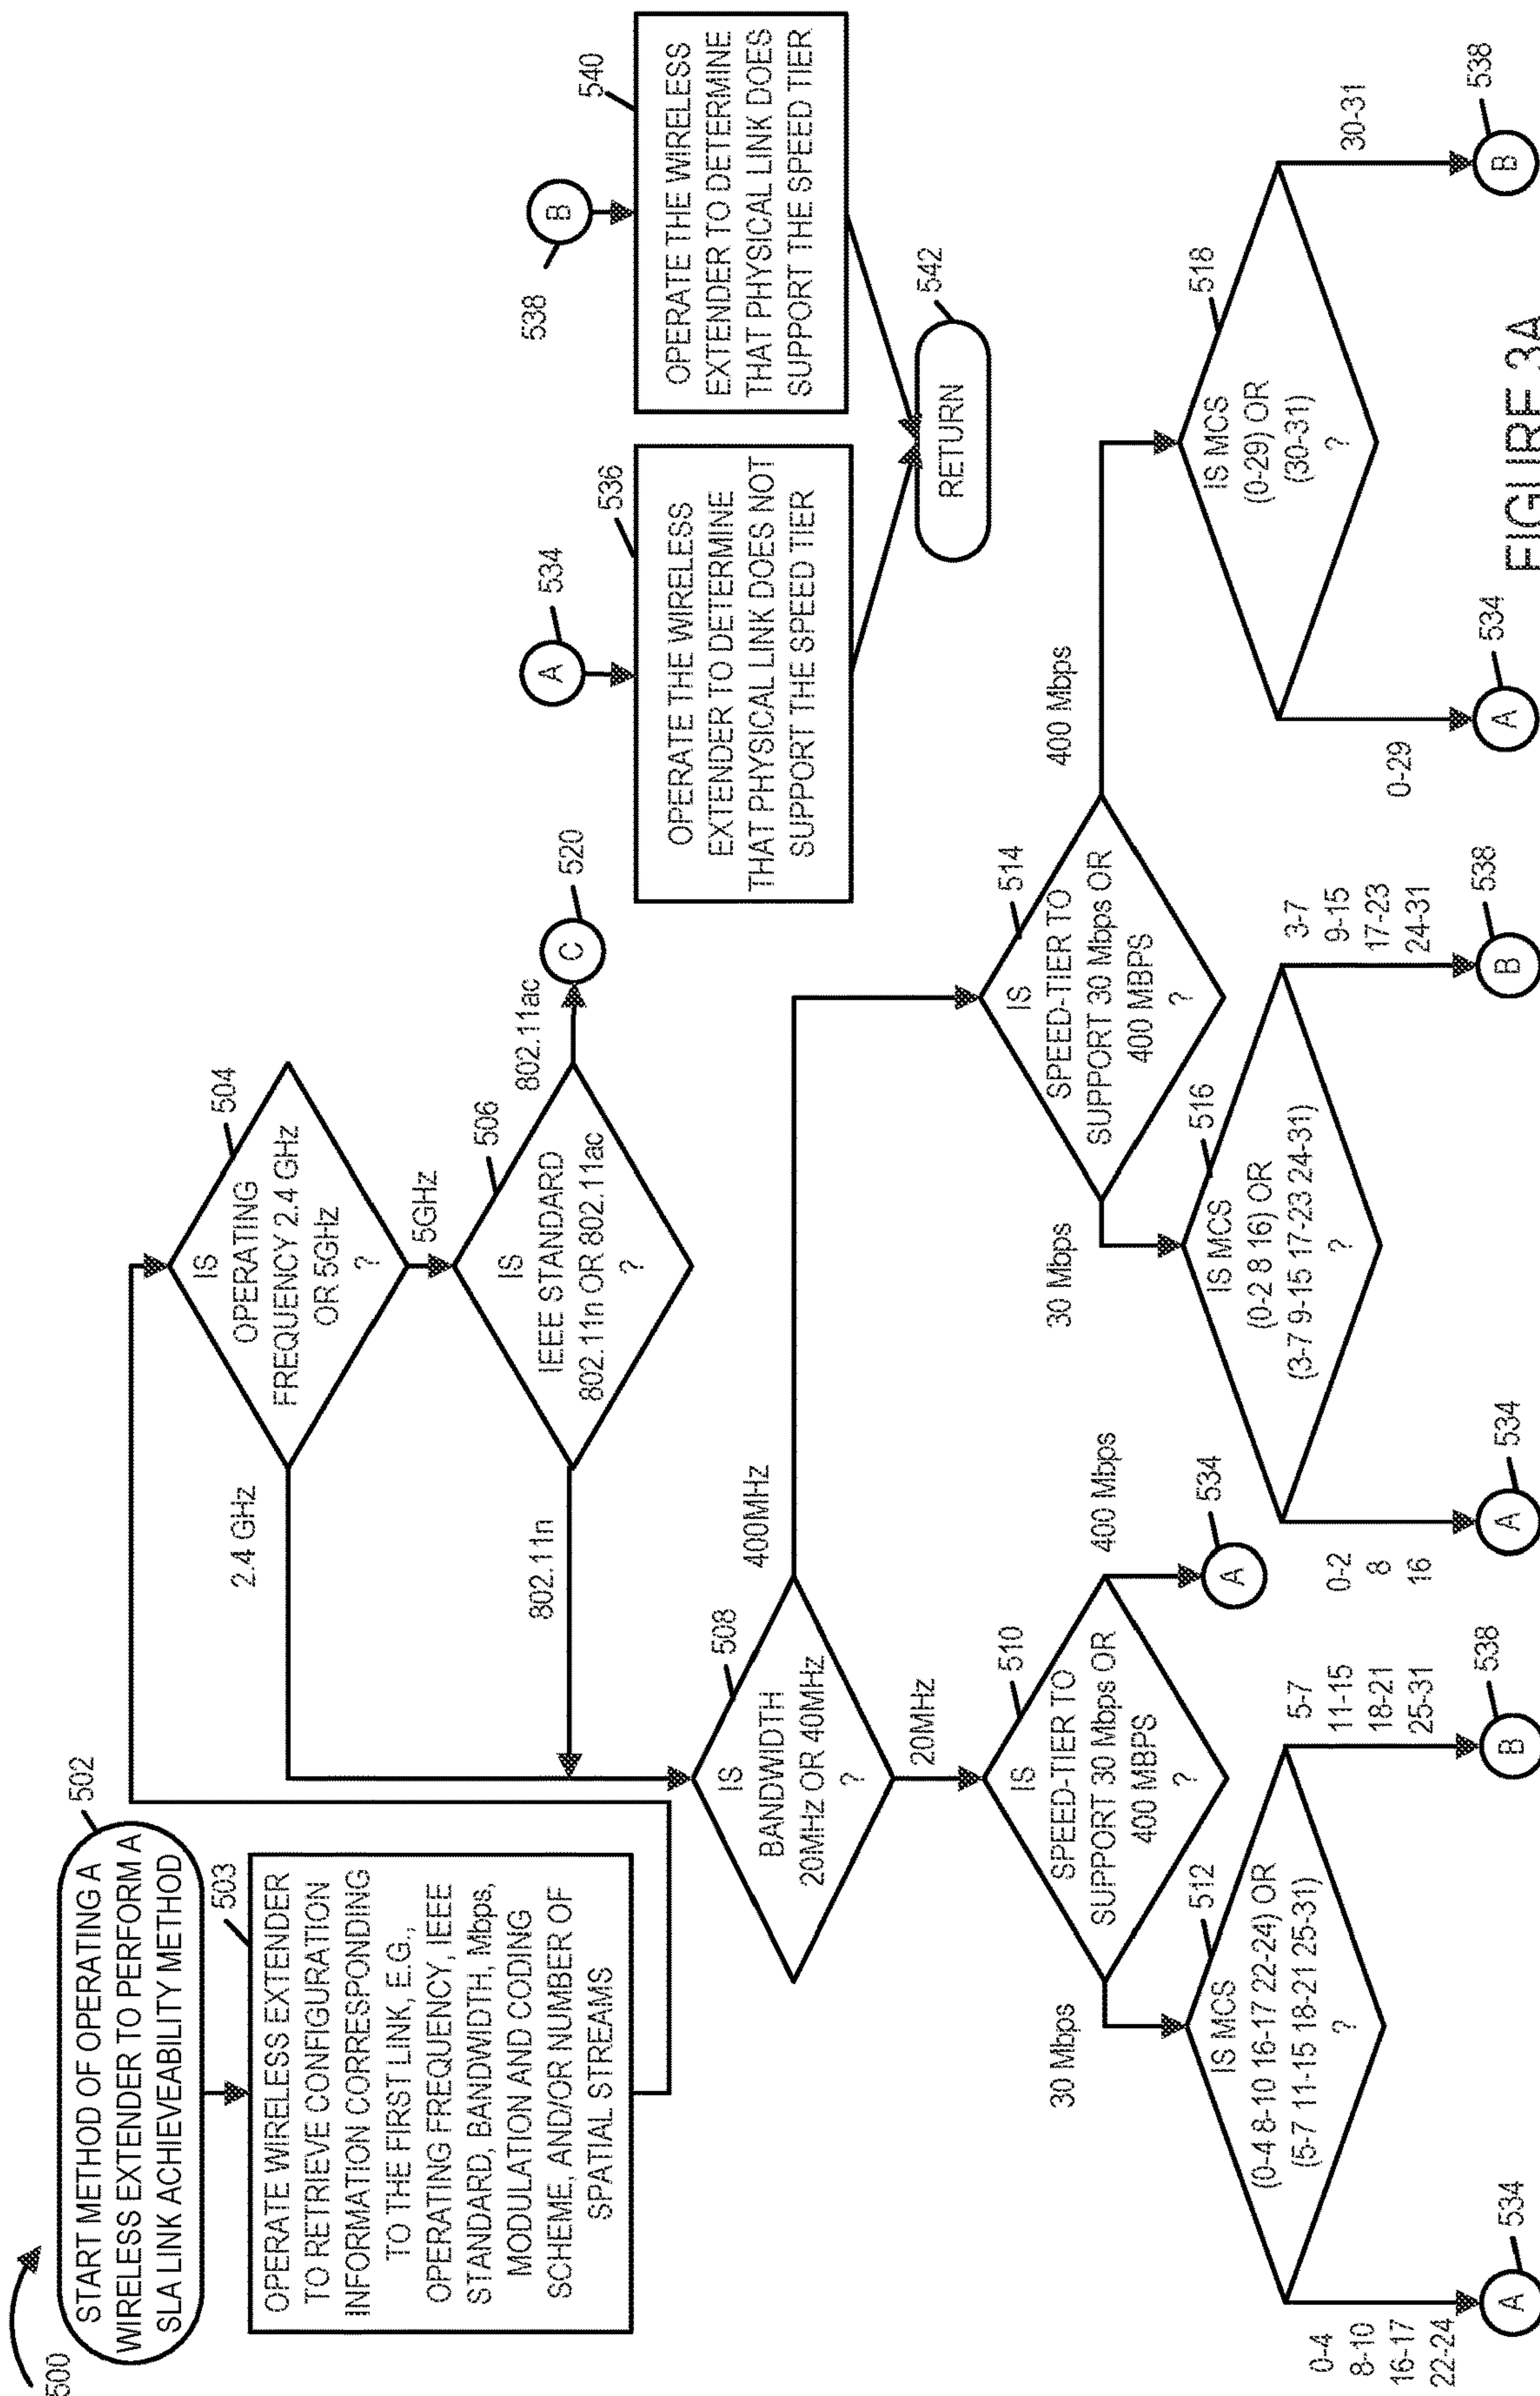 500
START METHOD OF OPERATING A
WIRELESS EXTENDER TO PERFORM A
SLA LINK ACHIEVEABILITY METHOD
502
503
OPERATE WIRELESS EXTENDER
TO RETRIEVE CONFIGURATION
INFORMATION CORRESPONDING
TO THE FIRST LINK, E.G.,
OPERATING FREQUENCY, IEEE
STANDARD, BANDWIDTH, Mbps,
MODULATION AND CODING
SCHEME, AND/OR NUMBER OF
SPATIAL STREAMS
504
IS
OPERATING
FREQUENCY 2.4 GHz
OR 5GHz
?
2.4 GHz
5GHz
506
IS
IEEE STANDARD
802.11n OR 802.11ac
?
802.11n
802.11ac
C
520
508
IS
BANDWIDTH
20MHz OR 40MHz
?
20MHz
400MHz
510
IS
SPEED-TIER TO
SUPPORT 30 Mbps OR
400 MBPS
?
30 Mbps
400 Mbps
A
534
512
IS MCS
(0-4 8-10 16-17 22-24) OR
(5-7 11-15 18-21 25-31)
?
0-4
8-10
16-17
22-24
A
534
5-7
11-15
18-21
25-31
B
538
514
IS
SPEED-TIER TO
SUPPORT 30 Mbps OR
400 MBPS
?
30 Mbps
400 Mbps
516
IS MCS
(0-2 8 16) OR
(3-7 9-15 17-23 24-31)
?
0-2
8
16
A
534
3-7
9-15
17-23
24-31
B
538
518
IS MCS
(0-29) OR
(30-31)
?
0-29
A
534
30-31
B
538
A
534
536
OPERATE THE WIRELESS
EXTENDER TO DETERMINE
THAT PHYSICAL LINK DOES NOT
SUPPORT THE SPEED TIER
B
538
540
OPERATE THE WIRELESS
EXTENDER TO DETERMINE
THAT PHYSICAL LINK DOES
SUPPORT THE SPEED TIER
RETURN
542
FIGURE 3A